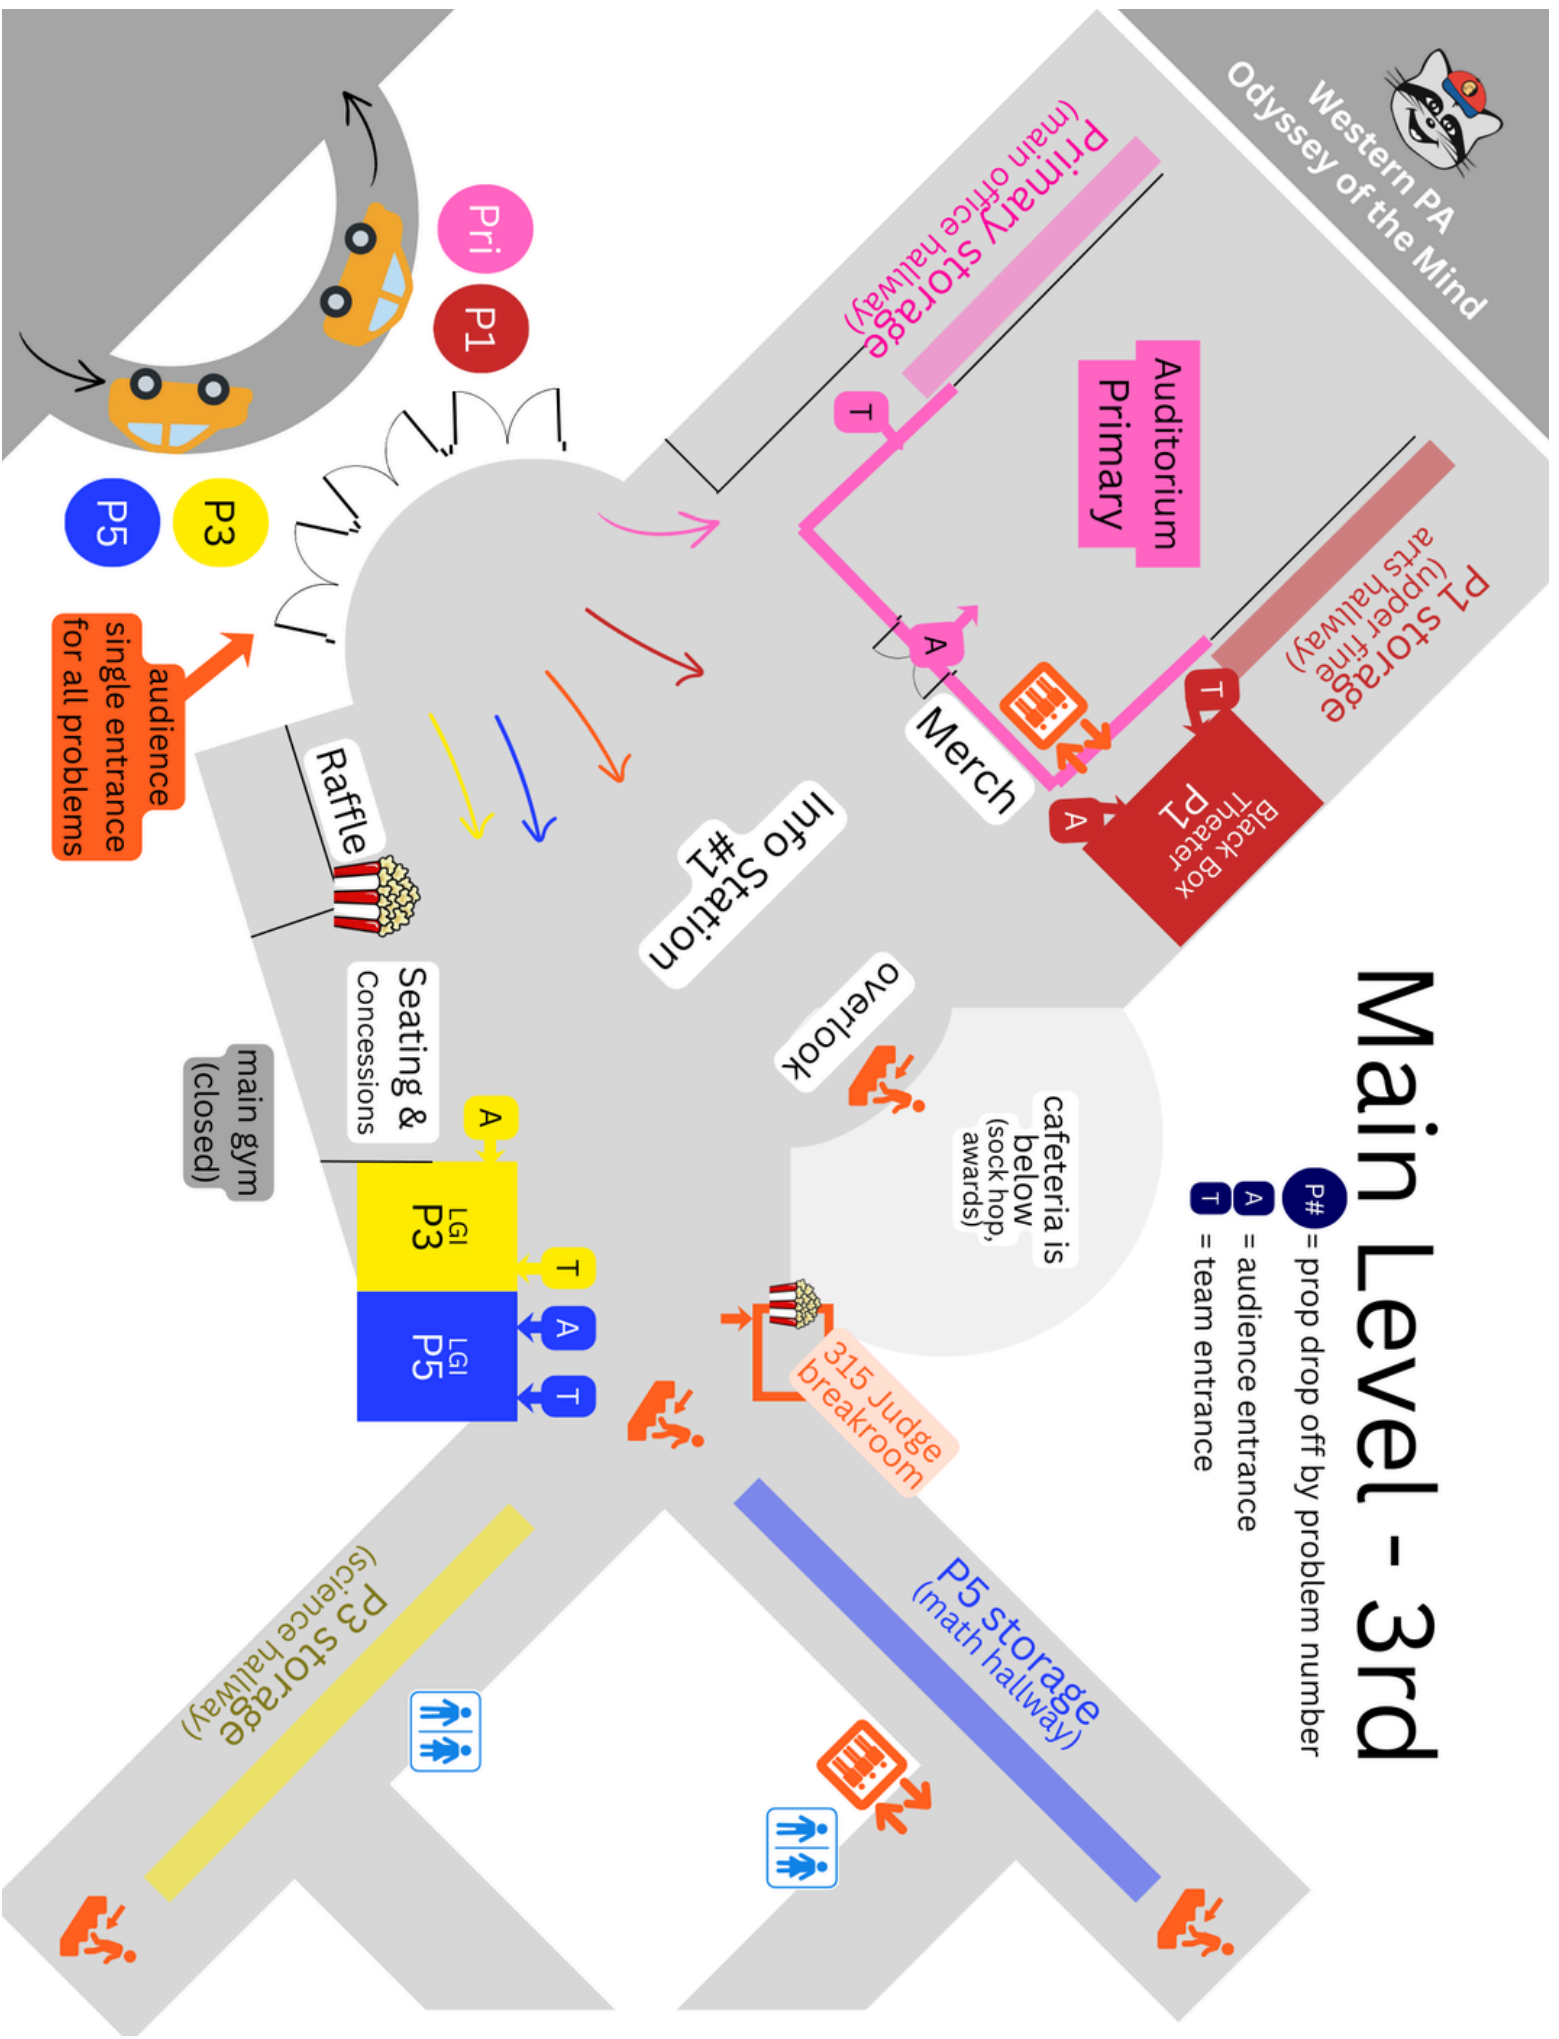 Main Level - 3rd
P# = prop drop off by problem number
A = audience entrance
T = team entrance
Western PA
Odyssey of the Mind
Primary storage
(main office hallway)
Auditorium
Primary
T
A
P1 storage
(upper fine
arts hallway)
T
A
Black Box
Theater
P1
Merch
Pri
P1
P3
P5
audience
single entrance
for all problems
Raffle
Info Station
#1
overlook
cafeteria is
below
(sock hop,
awards)
Seating &
Concessions
main gym
(closed)
A
LGI
P3
T
A
LGI
P5
T
315 Judge
breakroom
P5 storage
(math hallway)
P3 storage
(science hallway)